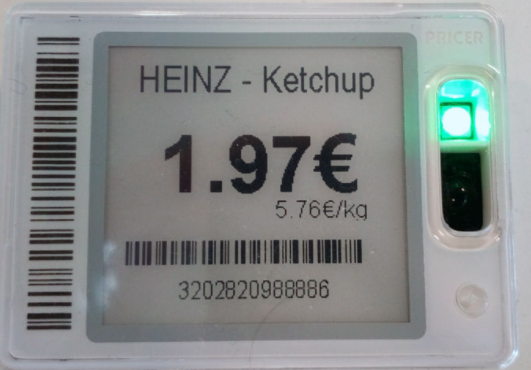 PRICER
HEINZ - Ketchup
1.97€
5.76€/kg
3202820988886